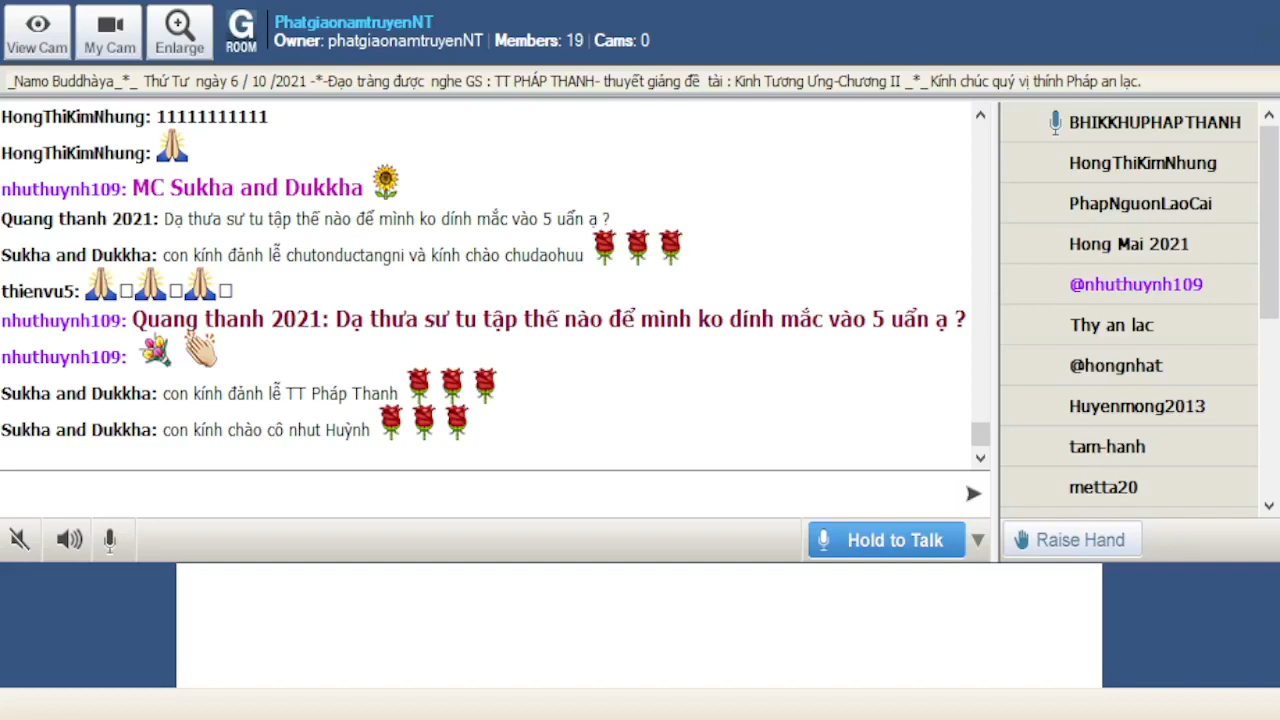 View Cam
My Cam
Enlarge
G
ROOM
PhatgiaonamtruyenNT
Owner: phatgiaonamtruyenNT | Members: 19 | Cams: 0
_Namo Buddhàya_*_ Thứ Tư ngày 6 / 10 /2021 -*-Đạo tràng được nghe GS : TT PHÁP THANH- thuyết giảng đề tài : Kinh Tương Ưng-Chương II _*_Kính chúc quý vị thính Pháp an lạc.
HongThiKimNhung: 11111111111
HongThiKimNhung:
nhuthuynh109: MC Sukha and Dukkha
Quang thanh 2021: Dạ thưa sư tu tập thế nào để mình ko dính mắc vào 5 uẩn ạ ?
Sukha and Dukkha: con kính đảnh lễ chutonductangni và kính chào chudaohuu
thienvu5:
nhuthuynh109: Quang thanh 2021: Dạ thưa sư tu tập thế nào để mình ko dính mắc vào 5 uẩn ạ ?
nhuthuynh109:
Sukha and Dukkha: con kính đảnh lễ TT Pháp Thanh
Sukha and Dukkha: con kính chào cô nhut Huỳnh
BHIKKHUPHAPTHANH
HongThiKimNhung
PhapNguonLaoCai
Hong Mai 2021
@nhuthuynh109
Thy an lac
@hongnhat
Huyenmong2013
tam-hanh
metta20
Hold to Talk
Raise Hand